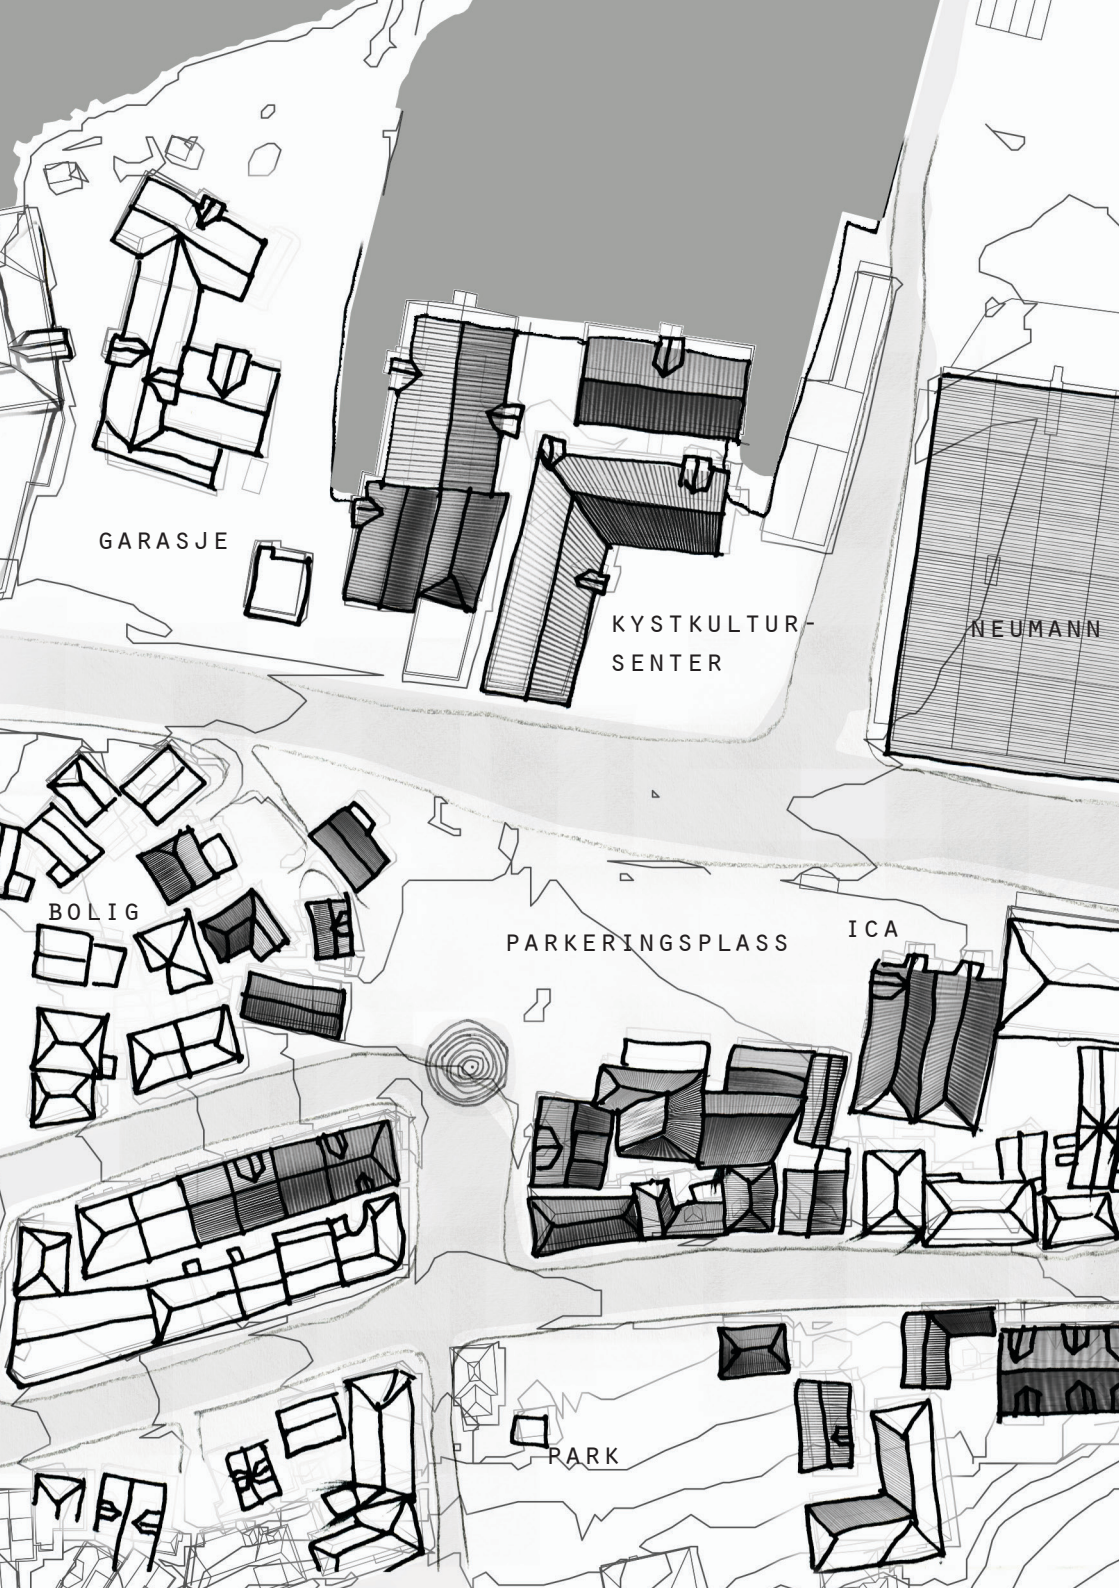 GARASJE
KYSTKULTUR-
SENTER
NEUMANN
BOLIG
PARKERINGSPLASS
ICA
PARK